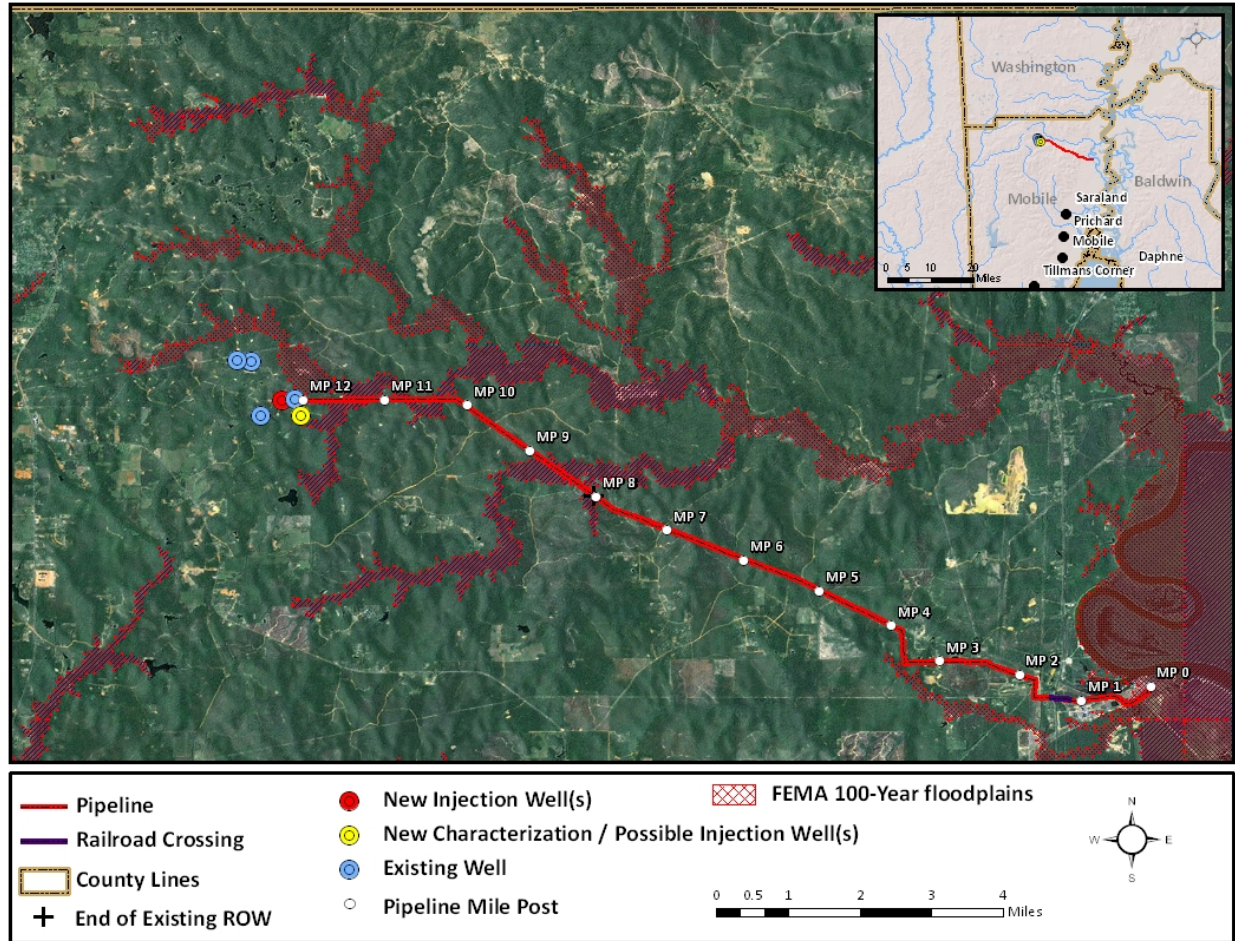 Washington
Baldwin
Mobile
Saraland
Prichard
Mobile
Daphne
Tillmans Corner
0 5 10 20
Miles
MP 12
MP 11
MP 10
MP 9
MP 8
MP 7
MP 6
MP 5
MP 4
MP 3
MP 2
MP 1
MP 0
Pipeline
Railroad Crossing
County Lines
End of Existing ROW
New Injection Well(s)
New Characterization / Possible Injection Well(s)
Existing Well
Pipeline Mile Post
FEMA 100-Year floodplains
N
W E
S
0 0.5 1 2 3 4
Miles